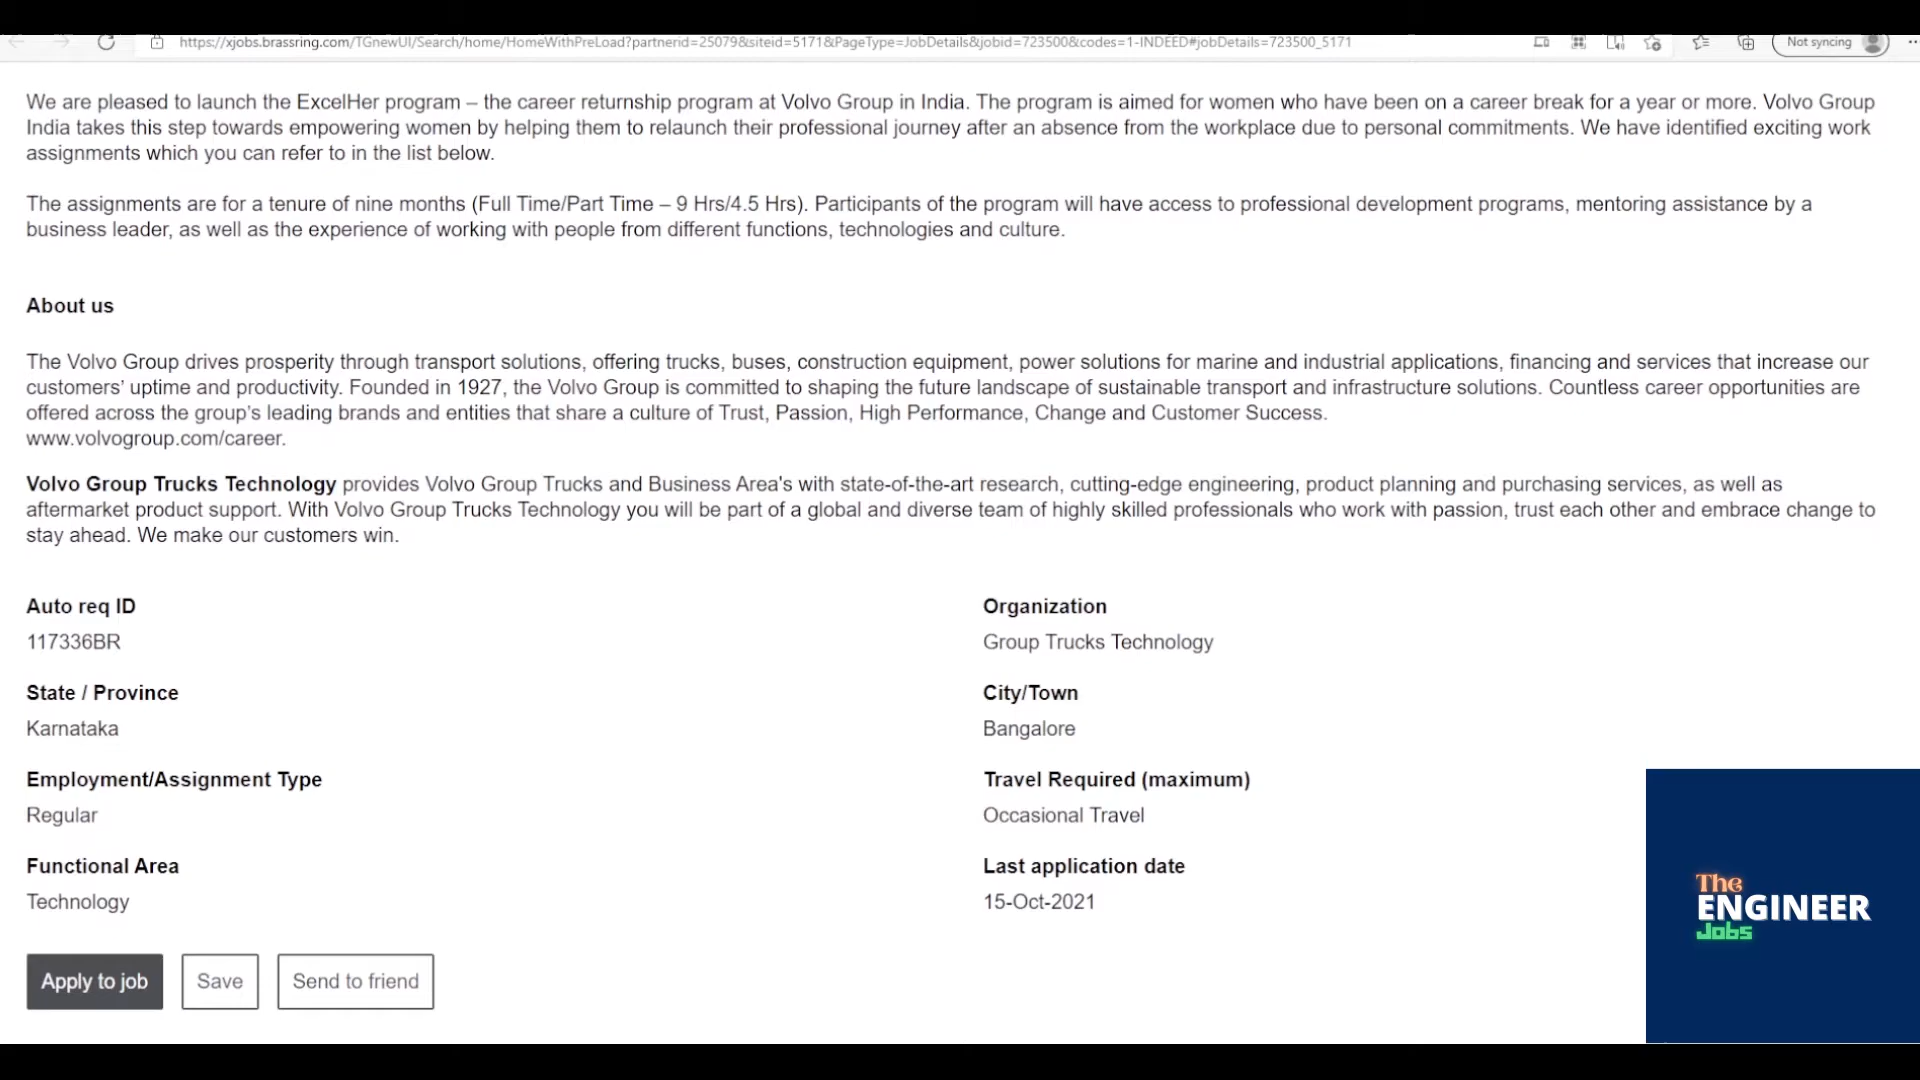 https://xjobs.brassring.com/TGnewUI/Search/home/HomeWithPreLoad?partnerid=25079&siteid=5171&PageType=JobDetails&jobid=723500&codes=1-INDEED#jobDetails=723500_5171
Not syncing
We are pleased to launch the ExcelHer program – the career returnship program at Volvo Group in India. The program is aimed for women who have been on a career break for a year or more. Volvo Group
India takes this step towards empowering women by helping them to relaunch their professional journey after an absence from the workplace due to personal commitments. We have identified exciting work
assignments which you can refer to in the list below.
The assignments are for a tenure of nine months (Full Time/Part Time – 9 Hrs/4.5 Hrs). Participants of the program will have access to professional development programs, mentoring assistance by a
business leader, as well as the experience of working with people from different functions, technologies and culture.
About us
The Volvo Group drives prosperity through transport solutions, offering trucks, buses, construction equipment, power solutions for marine and industrial applications, financing and services that increase our
customers’ uptime and productivity. Founded in 1927, the Volvo Group is committed to shaping the future landscape of sustainable transport and infrastructure solutions. Countless career opportunities are
offered across the group’s leading brands and entities that share a culture of Trust, Passion, High Performance, Change and Customer Success.
www.volvogroup.com/career.
Volvo Group Trucks Technology provides Volvo Group Trucks and Business Area's with state-of-the-art research, cutting-edge engineering, product planning and purchasing services, as well as
aftermarket product support. With Volvo Group Trucks Technology you will be part of a global and diverse team of highly skilled professionals who work with passion, trust each other and embrace change to
stay ahead. We make our customers win.
Auto req ID
117336BR
Organization
Group Trucks Technology
State / Province
Karnataka
City/Town
Bangalore
Employment/Assignment Type
Regular
Travel Required (maximum)
Occasional Travel
Functional Area
Technology
Last application date
15-Oct-2021
Apply to job
Save
Send to friend
The
ENGINEER
Jobs